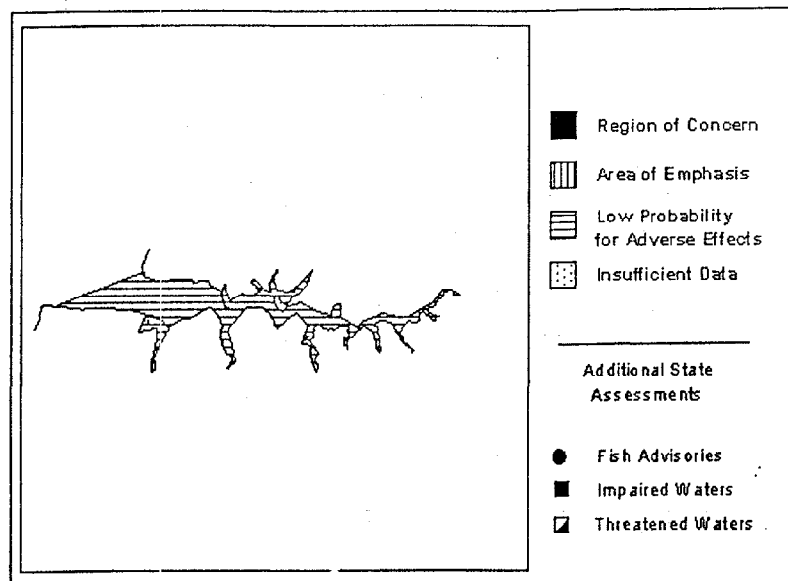 Region of Concern
Area of Emphasis
Low Probability
for Adverse Effects
Insufficient Data
Additional State
Assessments
Fish Advisories
Impaired Waters
Threatened Waters